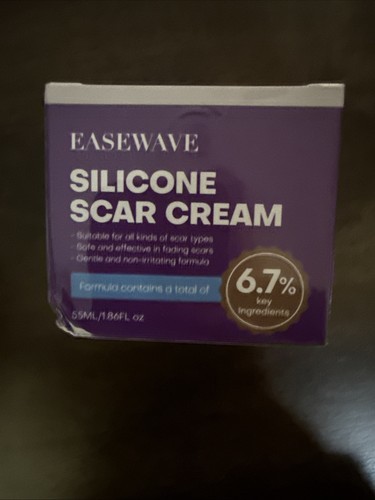 EASEWAVE
SILICONE
SCAR CREAM
- Suitable for all kinds of scar types
- Safe and effective in fading scars
- Gentle and non-irritating formula
Formula contains a total of
6.7%
key
Ingredients
55ML/1.86FL oz